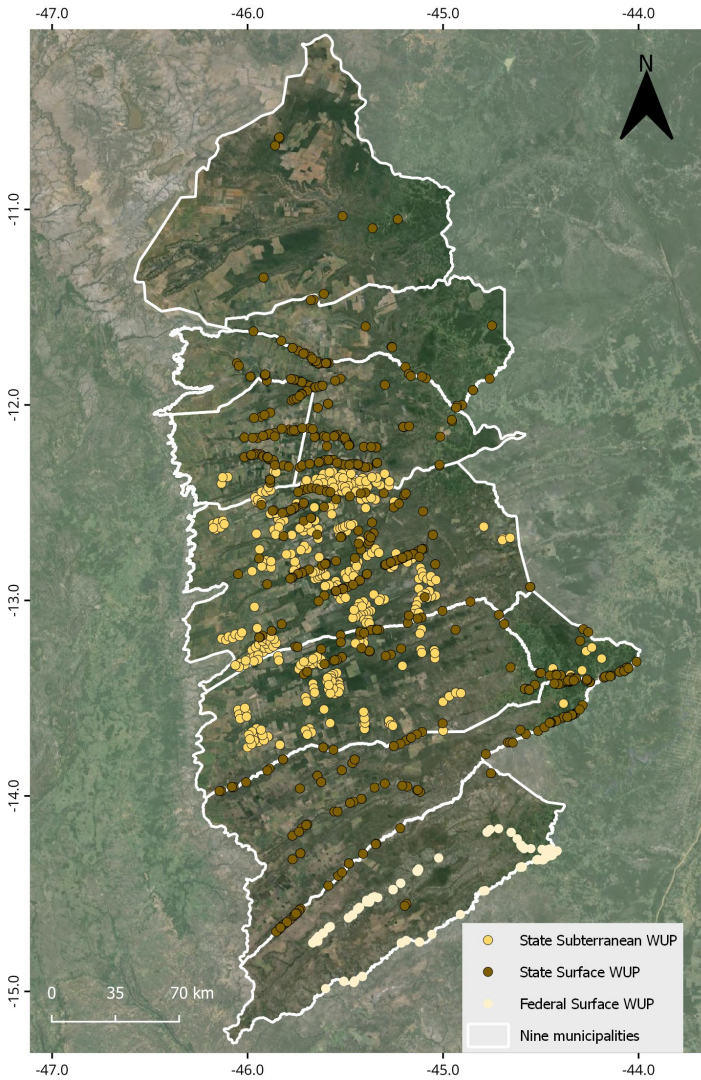 -47.0 -46.0 -45.0 -44.0
N
-11.0
-12.0
-13.0
-14.0
-15.0
0 35 70 km
State Subterranean WUP
State Surface WUP
Federal Surface WUP
Nine municipalities
-47.0 -46.0 -45.0 -44.0